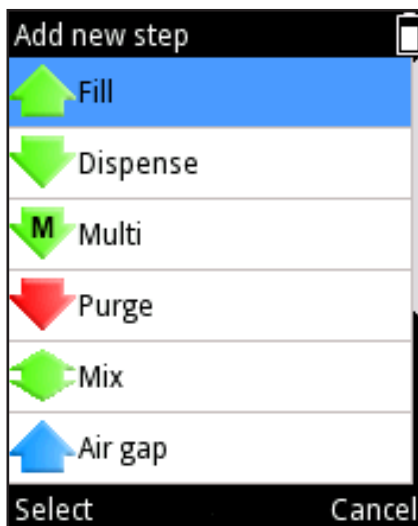 Add new step
Fill
Dispense
M Multi
Purge
Mix
Air gap
Select Cancel